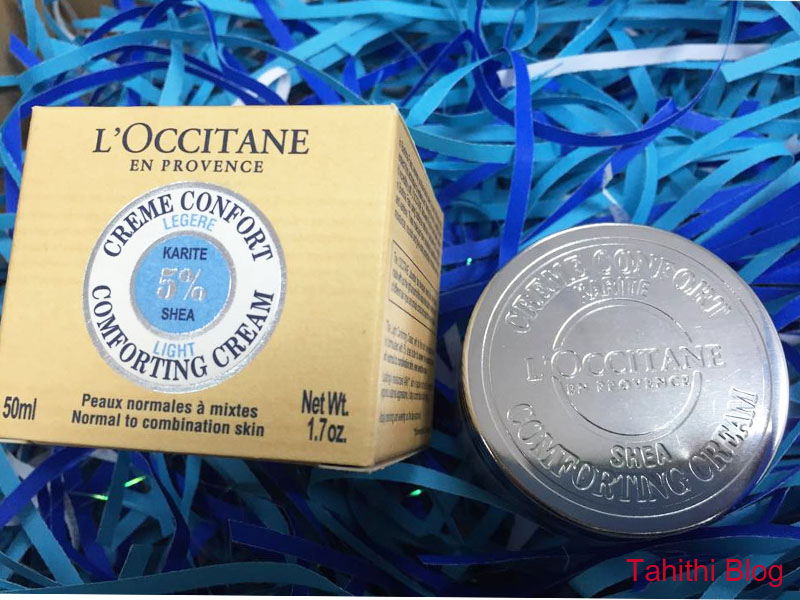 L'OCCITANE
EN PROVENCE
CREME CONFORT
LEGERE
KARITE
5%
SHEA
LIGHT
COMFORTING CREAM
50ml
Peaux normales à mixtes
Normal to combination skin
Net Wt.
1.7 oz.
CREME CONFORT
KARITE
L'OCCITANE
EN PROVENCE
SHEA
COMFORTING CREAM
Tahithi Blog